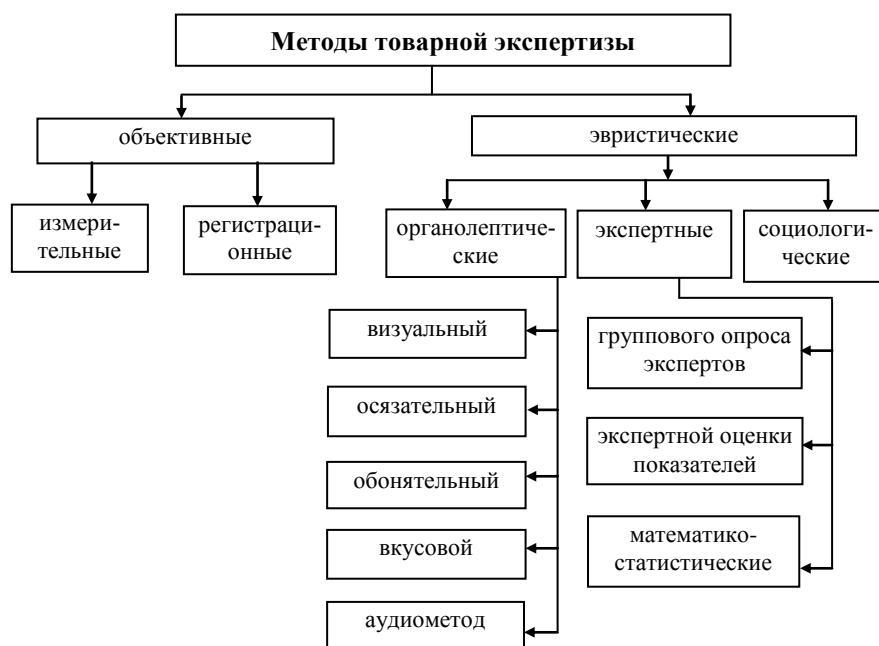 Методы товарной экспертизы
объективные
эвристические
измери-
тельные
регистраци-
онные
органолептиче-
ские
экспертные
социологи-
ческие
визуальный
осязательный
обонятельный
вкусовой
аудиометод
группового опроса
экспертов
экспертной оценки
показателей
математико-
статистические